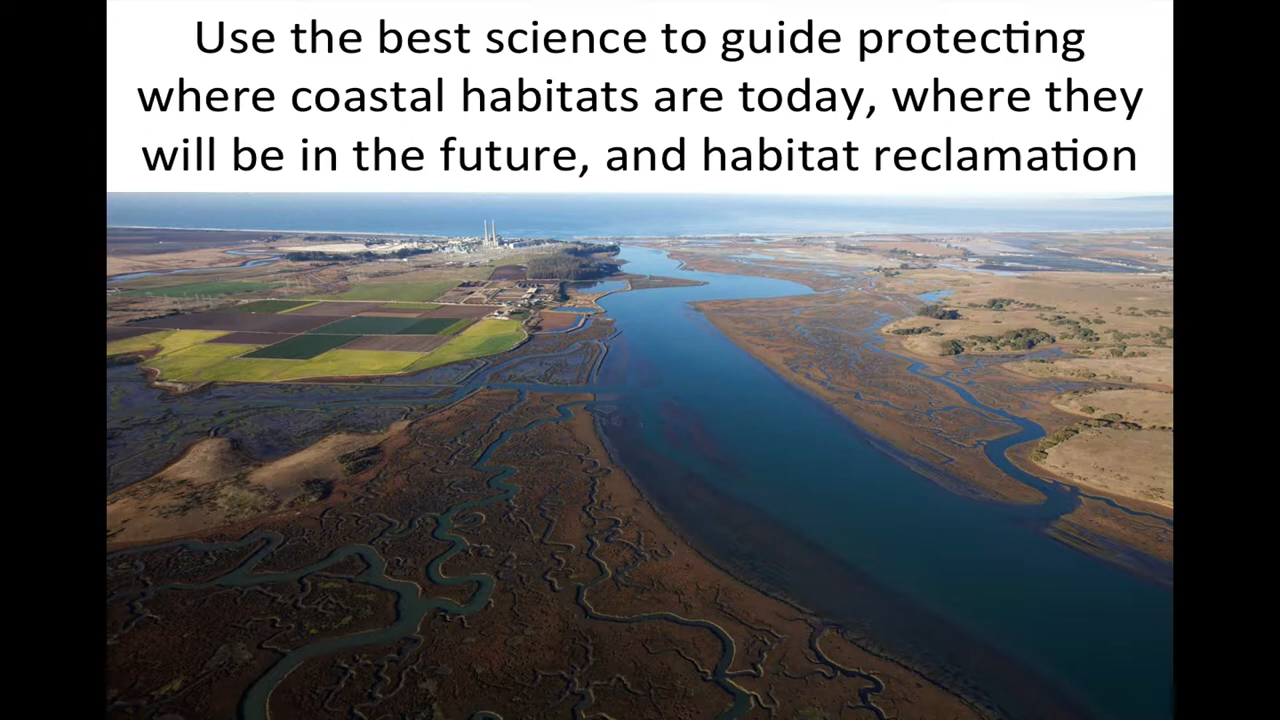 Use the best science to guide protecting
where coastal habitats are today, where they
will be in the future, and habitat reclamation